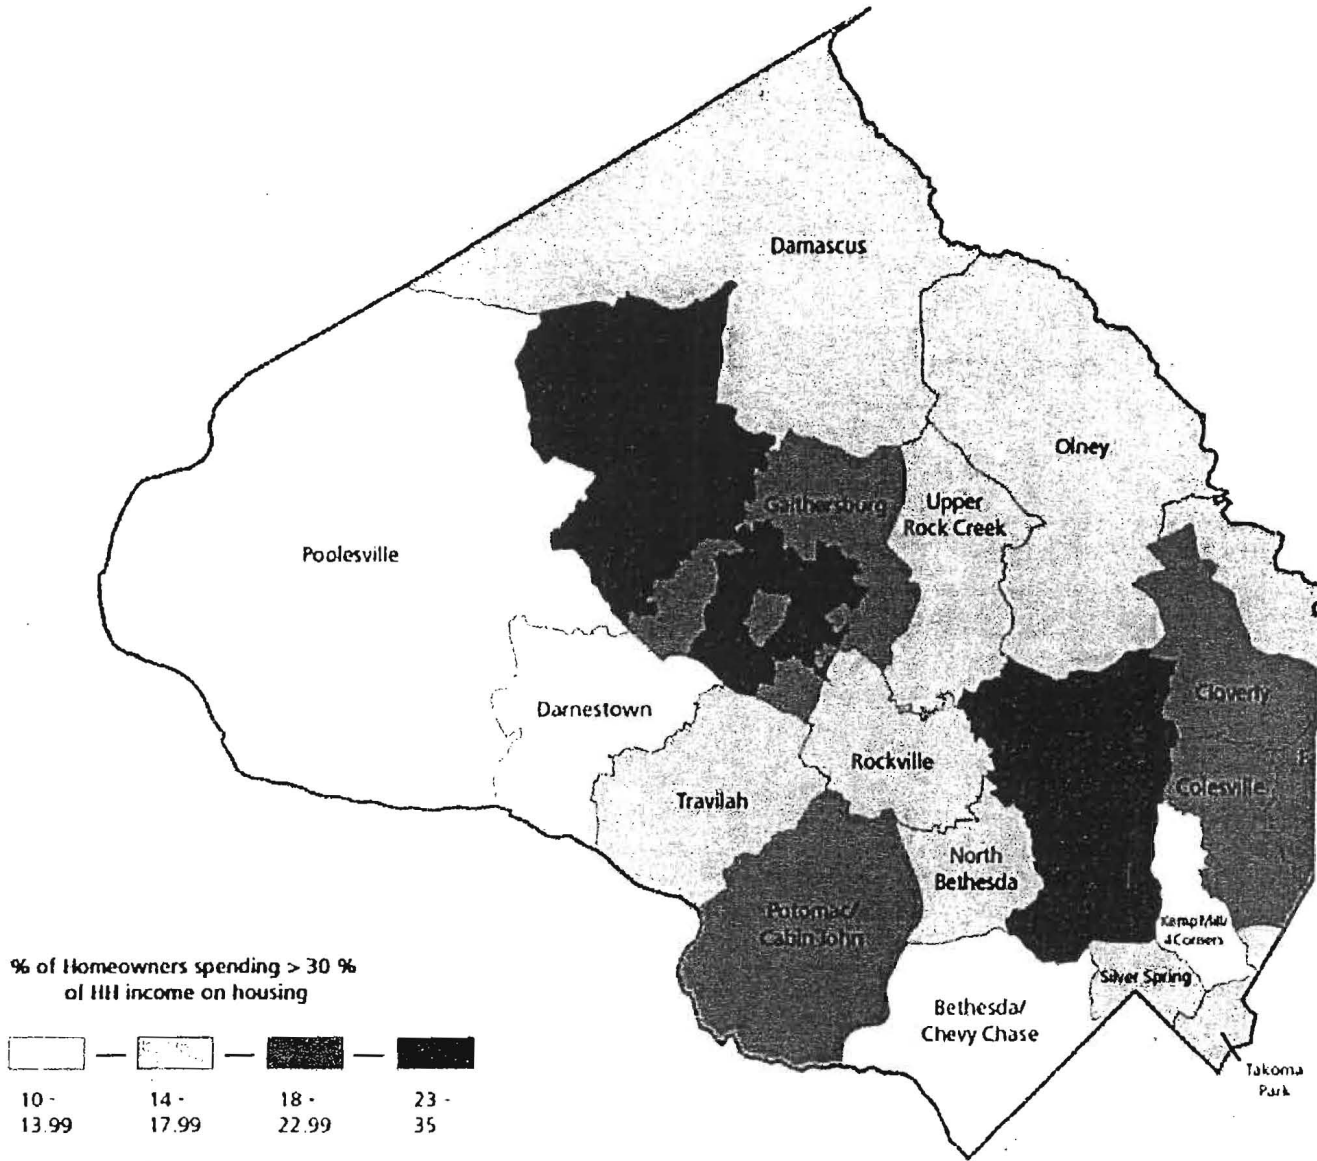 Damascus
Olney
Gaithersburg
Upper
Rock Creek
Poolesville
Cloverly
Darnestown
Rockville
Colesville
Travilah
North
Bethesda
Potomac/
Cabin John
Kemp Mill/
4 Corners
Silver Spring
Bethesda/
Chevy Chase
Takoma
Park
% of Homeowners spending > 30 %
of HH income on housing
10 -
13.99
14 -
17.99
18 -
22.99
23 -
35